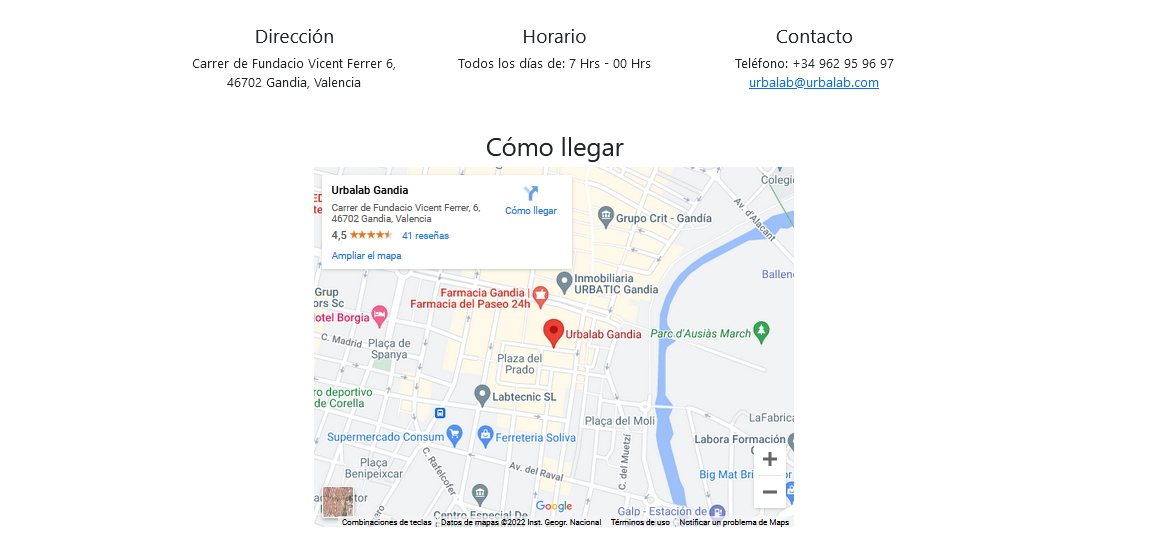 Dirección
Carrer de Fundacio Vicent Ferrer 6,
46702 Gandia, Valencia
Horario
Todos los días de: 7 Hrs - 00 Hrs
Contacto
Teléfono: +34 962 95 96 97
urbalab@urbalab.com
Cómo llegar
Urbalab Gandia
Carrer de Fundacio Vicent Ferrer, 6,
46702 Gandia, Valencia
4,5 41 reseñas
Ampliar el mapa
Cómo llegar
Colegio
Av. d'Alacant
Grupo Crit - Gandía
Ballen
Inmobiliaria
URBATIC Gandia
Farmacia Gandia |
Farmacia del Paseo 24h
Grup
ors Sc
Hotel Borgia
C. Madrid
Plaça de
Spanya
Urbalab Gandia
Parc d'Ausiàs March
Plaza del
Prado
ro deportivo
de Corella
Labtecnic SL
Plaça del Moli
LaFabrica
Supermercado Consum
Ferreteria Soliva
Labora Formación
Plaça
Benipeixcar
C. Rafelcofer
Av. del Raval
C. del Muetzí
Big Mat Bri
or
Centro Especial De
Google
Galp - Estación de
Combinaciones de teclas
Datos de mapas ©2022 Inst. Geogr. Nacional
Términos de uso
Notificar un problema de Maps